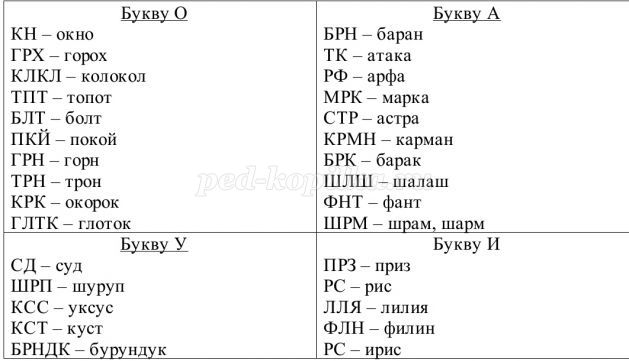 Букву О
КН – окно
ГРХ – горох
КЛКЛ – колокол
ТПТ – топот
БЛТ – болт
ПКЙ – покой
ГРН – горн
ТРН – трон
КРК – окорок
ГЛТК – глоток
Букву А
БРН – баран
ТК – атака
РФ – арфа
МРК – марка
СТР – астра
КРМН – карман
БРК – барак
ШЛШ – шалаш
ФНТ – фант
ШРМ – шрам, шарм
Букву У
СД – суд
ШРП – шуруп
КСС – уксус
КСТ – куст
БРНДК – бурундук
Букву И
ПРЗ – приз
РС – рис
ЛЛЯ – лилия
ФЛН – филин
РС – ирис
ped-kopilka.ru